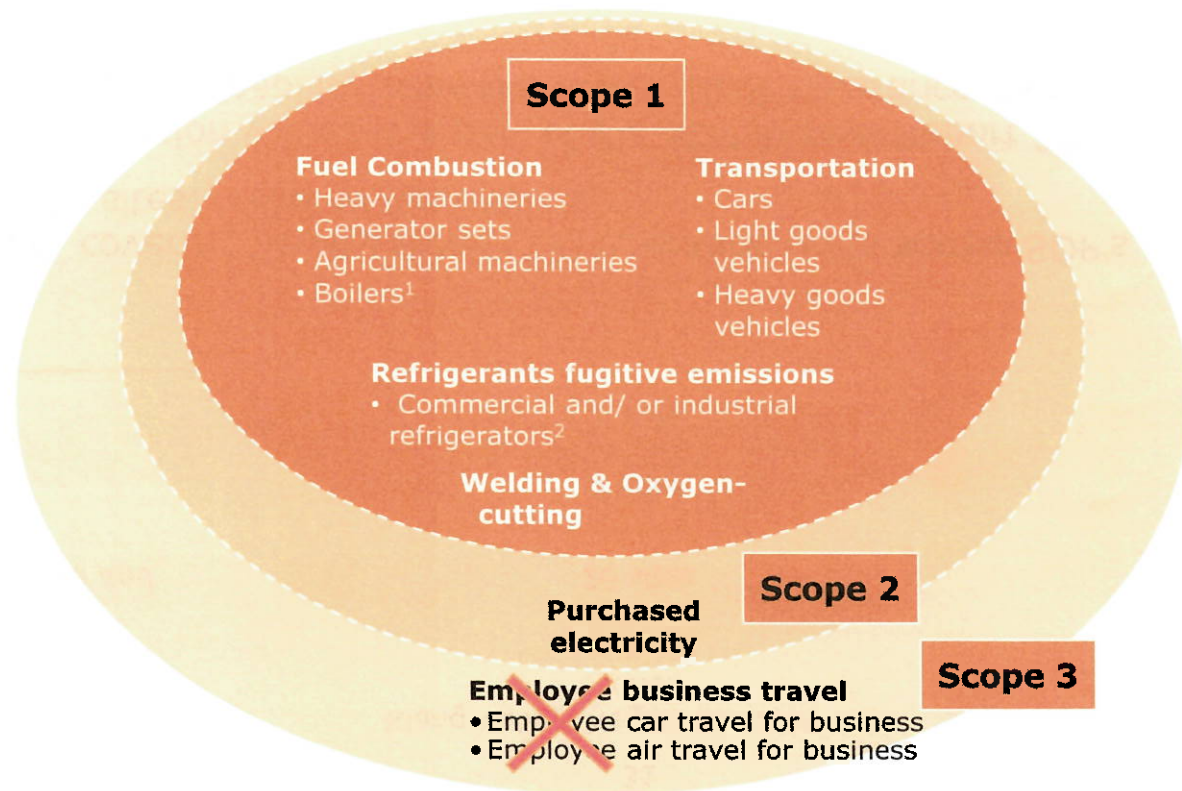 Scope 1
Fuel Combustion
• Heavy machineries
• Generator sets
• Agricultural machineries
• Boilers¹
Transportation
• Cars
• Light goods
vehicles
• Heavy goods
vehicles
Refrigerants fugitive emissions
• Commercial and/ or industrial
refrigerators²
Welding & Oxygen-
cutting
Scope 2
Purchased
electricity
Scope 3
Employee business travel
• Employee car travel for business
• Employee air travel for business